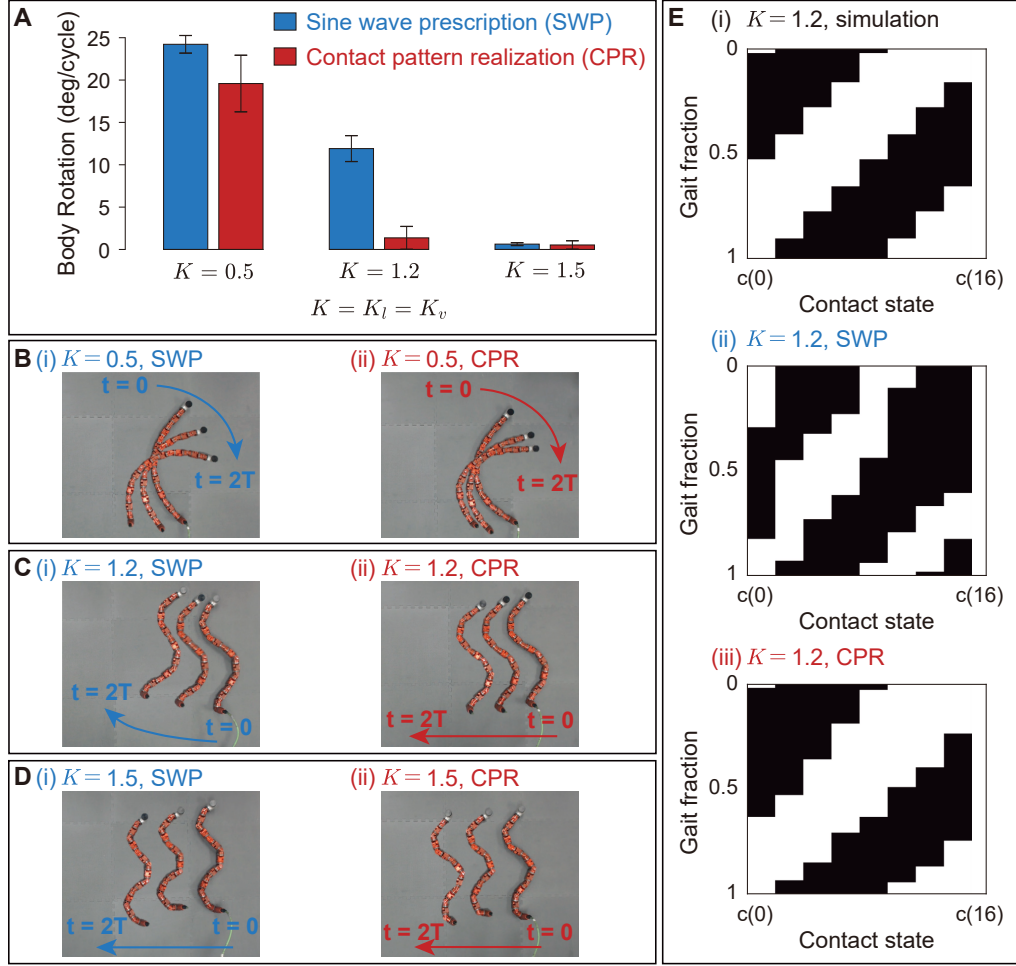 A
Sine wave prescription (SWP)
Contact pattern realization (CPR)
Body Rotation (deg/cycle)
25
20
15
10
5
0
K = 0.5
K = 1.2
K = 1.5
K = K_l = K_v
B (i) K = 0.5, SWP
t = 0
t = 2T
(ii) K = 0.5, CPR
t = 0
t = 2T
C (i) K = 1.2, SWP
t = 2T
t = 0
(ii) K = 1.2, CPR
t = 2T
t = 0
D (i) K = 1.5, SWP
t = 2T
t = 0
(ii) K = 1.5, CPR
t = 2T
t = 0
E (i) K = 1.2, simulation
0
0.5
1
Gait fraction
c(0)
c(16)
Contact state
(ii) K = 1.2, SWP
0
0.5
1
Gait fraction
c(0)
c(16)
Contact state
(iii) K = 1.2, CPR
0
0.5
1
Gait fraction
c(0)
c(16)
Contact state